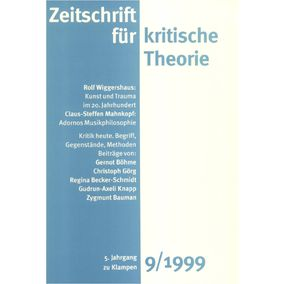 Zeitschrift
für kritische
Theorie
Rolf Wiggershaus:
Kunst und Trauma
im 20. Jahrhundert
Claus-Steffen Mahnkopf:
Adornos Musikphilosophie
Kritik heute. Begriff,
Gegenstände, Methoden
Beiträge von:
Gernot Böhme
Christoph Görg
Regina Becker-Schmidt
Gudrun-Axeli Knapp
Zygmunt Bauman
5. Jahrgang
zu Klampen
9/1999